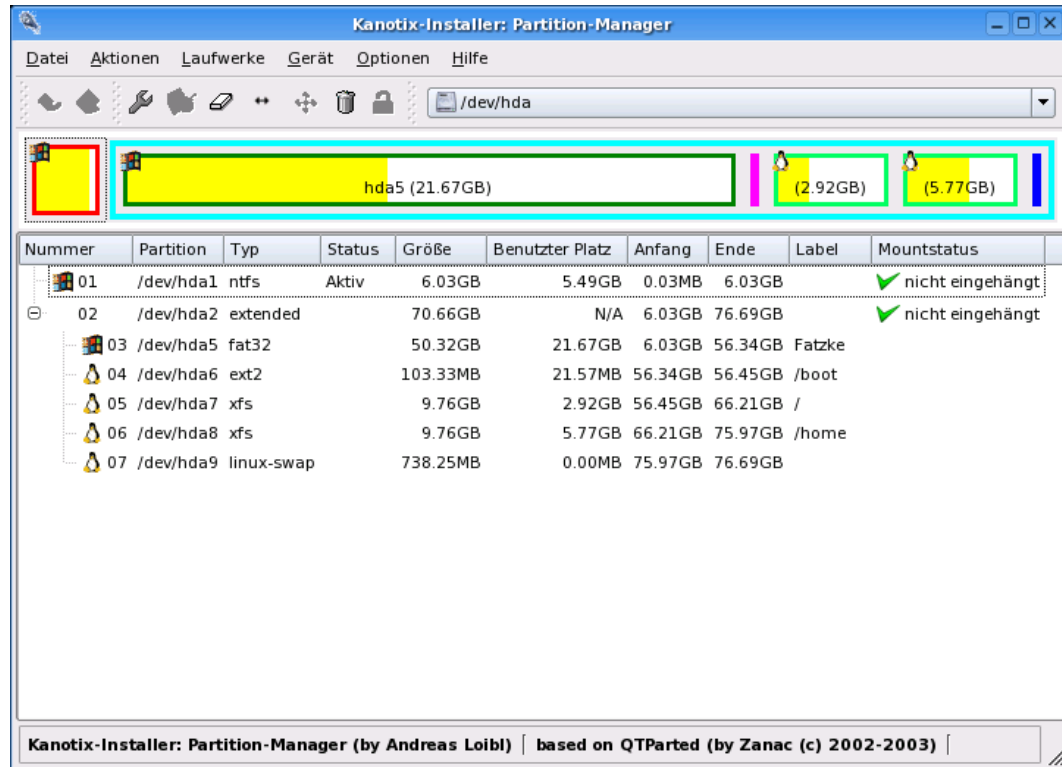 Kanotix-Installer: Partition-Manager
Datei Aktionen Laufwerke Gerät Optionen Hilfe
/dev/hda
hda5 (21.67GB) (2.92GB) (5.77GB)
Nummer Partition Typ Status Größe Benutzter Platz Anfang Ende Label Mountstatus
01 /dev/hda1 ntfs Aktiv 6.03GB 5.49GB 0.03MB 6.03GB nicht eingehängt
02 /dev/hda2 extended 70.66GB N/A 6.03GB 76.69GB nicht eingehängt
03 /dev/hda5 fat32 50.32GB 21.67GB 6.03GB 56.34GB Fatzke
04 /dev/hda6 ext2 103.33MB 21.57MB 56.34GB 56.45GB /boot
05 /dev/hda7 xfs 9.76GB 2.92GB 56.45GB 66.21GB /
06 /dev/hda8 xfs 9.76GB 5.77GB 66.21GB 75.97GB /home
07 /dev/hda9 linux-swap 738.25MB 0.00MB 75.97GB 76.69GB
Kanotix-Installer: Partition-Manager (by Andreas Loibl) based on QTParted (by Zanac (c) 2002-2003)